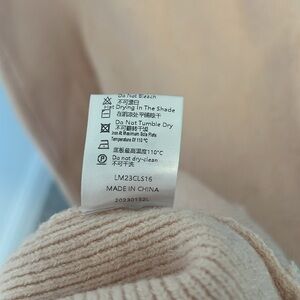 Do Not Bleach
不可漂白
Flat Drying In The Shade
在阴凉处平铺晾干
Do Not Tumble Dry
不可翻转干燥
Iron At Maximum Sole Plate
Temperature Of 110 °C
底板最高温度110°C
Do not dry-clean
不可干洗
LM23CLS16
MADE IN CHINA